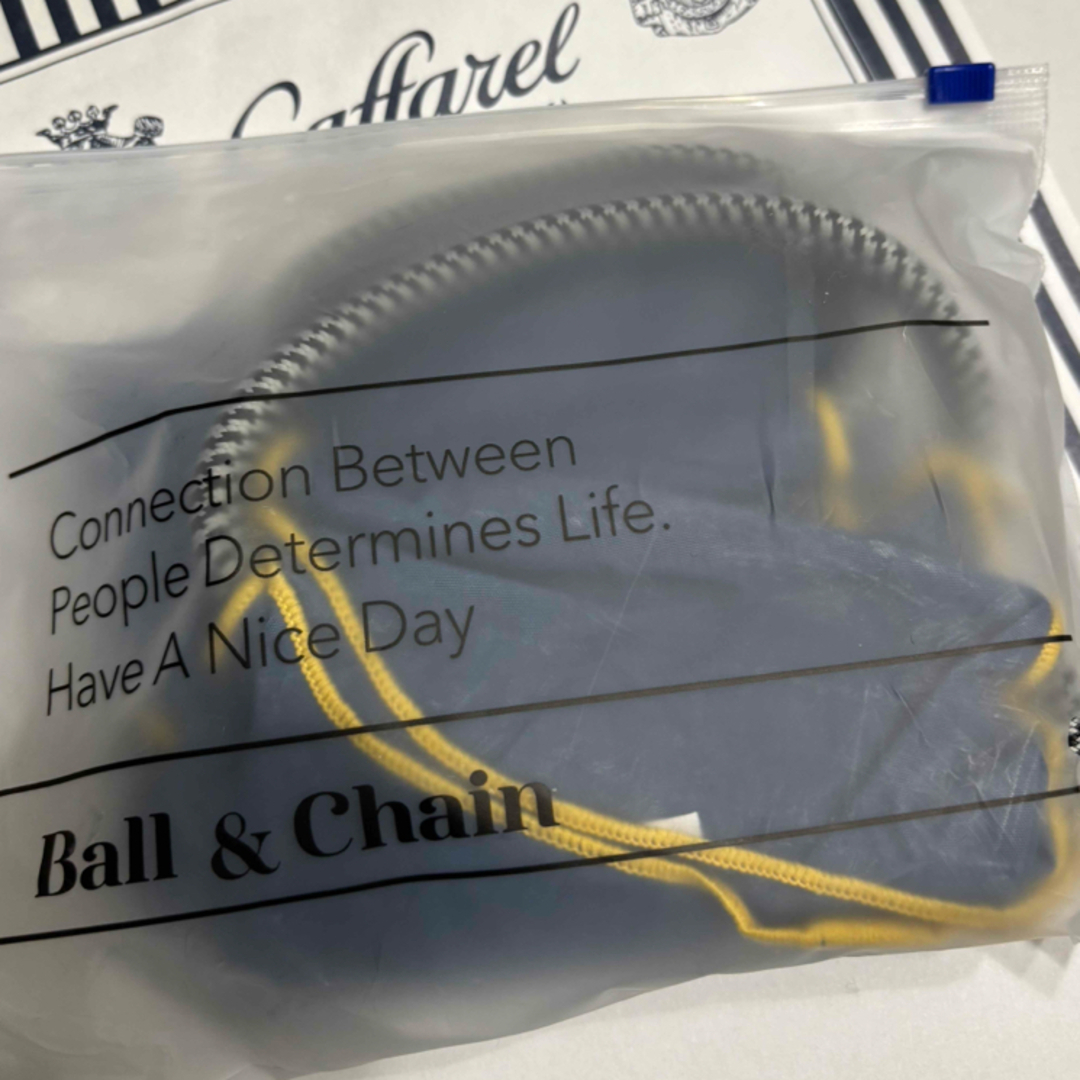 Caffarel
Connection Between
People Determines Life.
Have A Nice Day
Ball & Chain